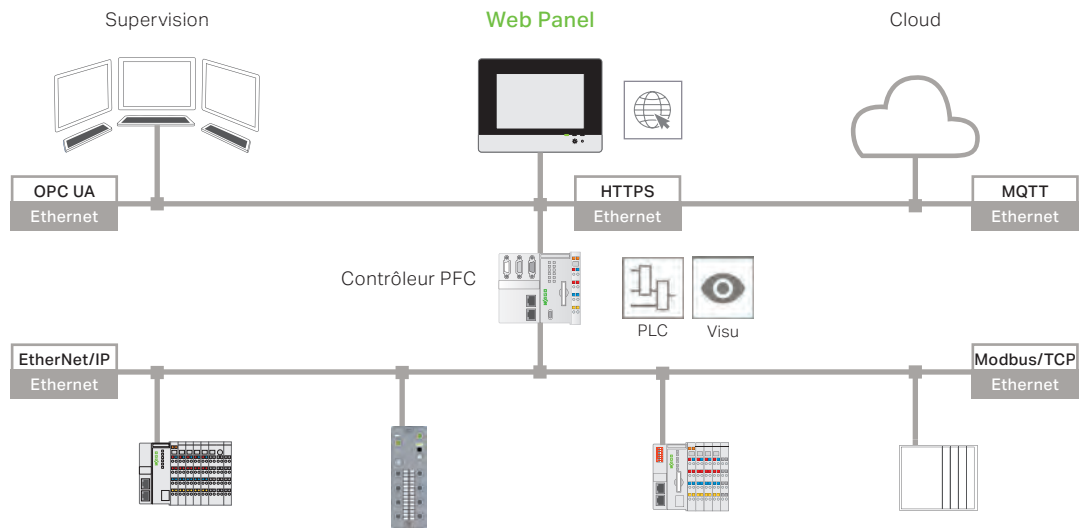 Supervision
Web Panel
Cloud
OPC UA
Ethernet
HTTPS
Ethernet
MQTT
Ethernet
Contrôleur PFC
PLC
Visu
EtherNet/IP
Ethernet
Modbus/TCP
Ethernet